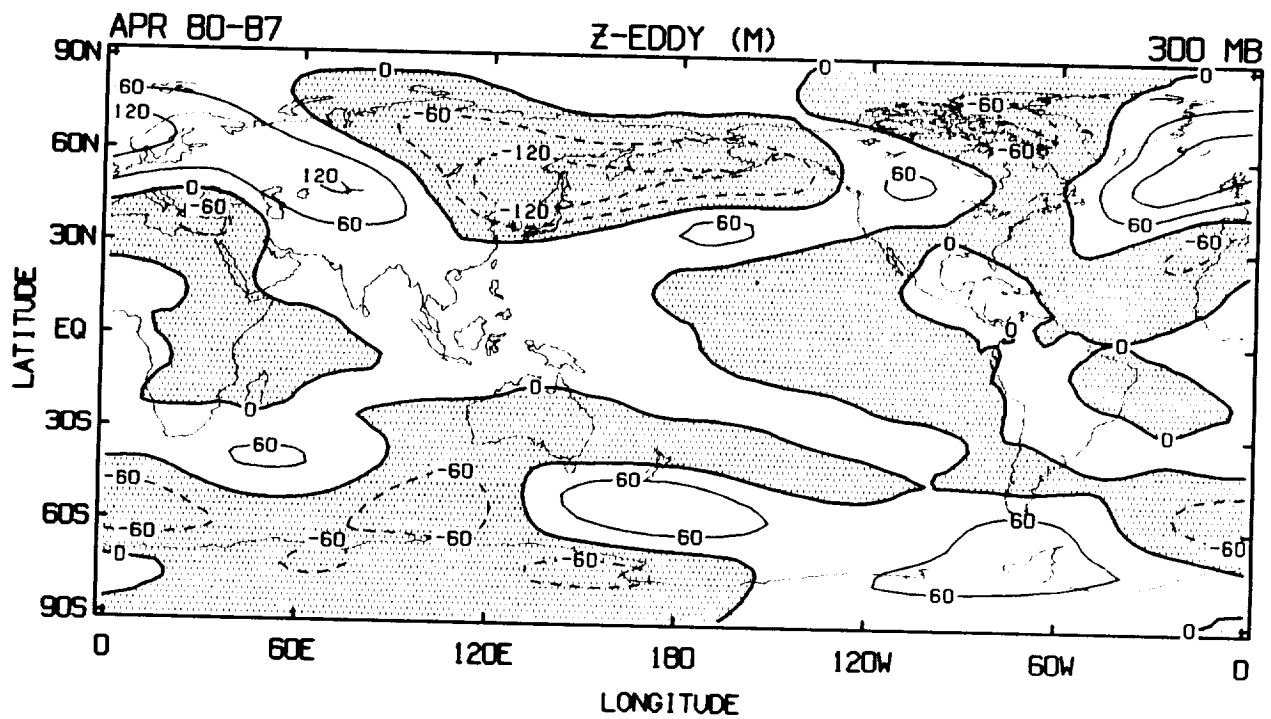 APR 80-87 Z-EDDY (M) 300 MB
90N
60N
30N
EQ
30S
60S
90S
LATITUDE
0 60E 120E 180 120W 60W 0
LONGITUDE
0 0 0
60 -60 -60
120 -120 -60
120 60
0 -60 60 -120 60 60 -60
0
0 0
0 0
60 0
-60 -60 60
-60 -60 -60 60 60 -60
0 -60
60
0